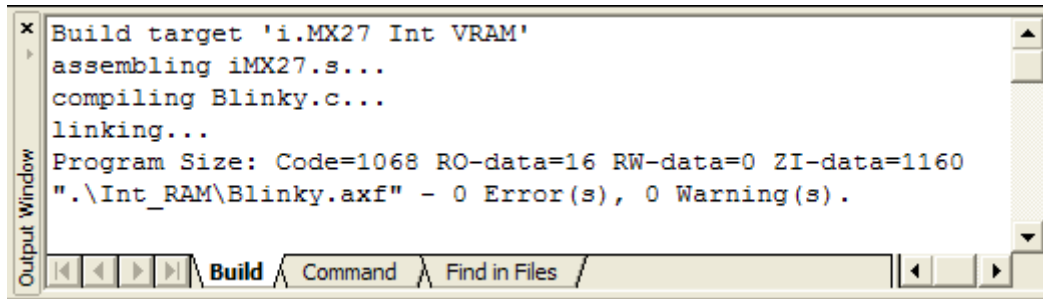 Build target 'i.MX27 Int VRAM'
assembling iMX27.s...
compiling Blinky.c...
linking...
Program Size: Code=1068 RO-data=16 RW-data=0 ZI-data=1160
".\Int_RAM\Blinky.axf" - 0 Error(s), 0 Warning(s).
Output Window
Build Command Find in Files